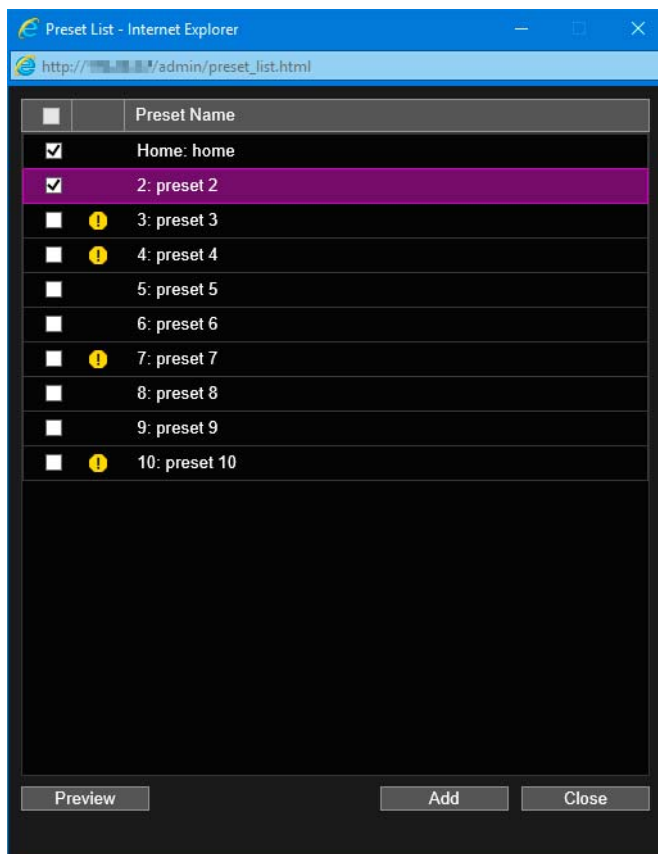 Preset List - Internet Explorer
http:// /admin/preset_list.html
Preset Name
Home: home
2: preset 2
3: preset 3
4: preset 4
5: preset 5
6: preset 6
7: preset 7
8: preset 8
9: preset 9
10: preset 10
Preview Add Close